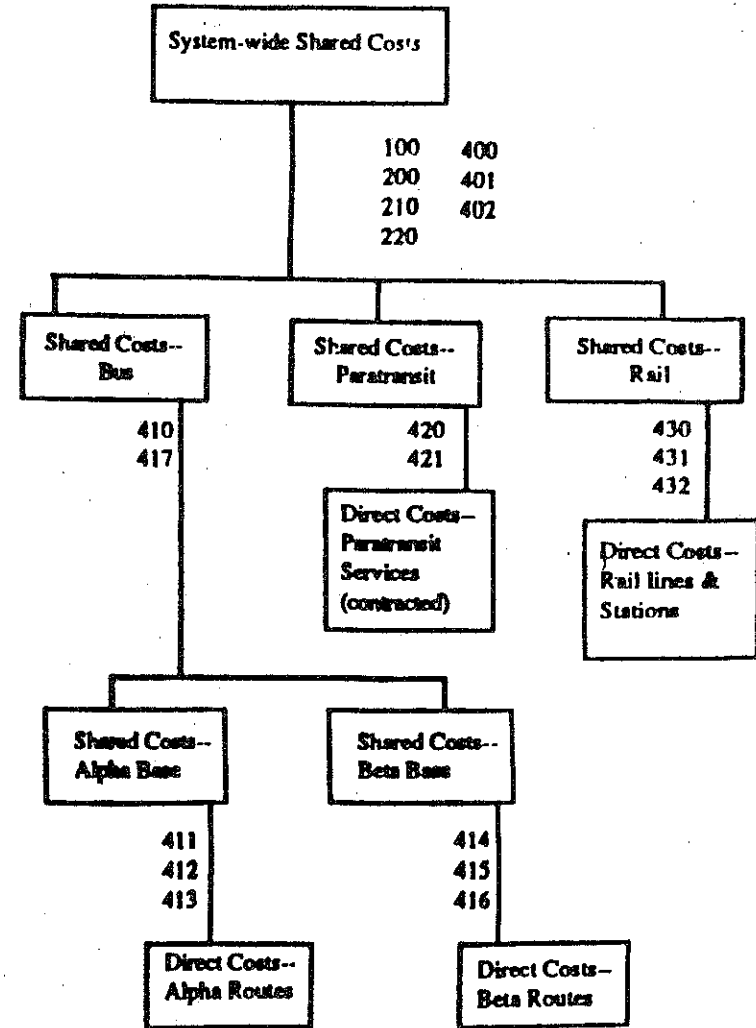 System-wide Shared Costs
100 400
200 401
210 402
220
Shared Costs--
Bus
Shared Costs--
Paratransit
Shared Costs--
Rail
410
417
420
421
430
431
432
Direct Costs--
Paratransit
Services
(contracted)
Direct Costs--
Rail lines &
Stations
Shared Costs--
Alpha Base
Shared Costs--
Beta Base
411
412
413
414
415
416
Direct Costs--
Alpha Routes
Direct Costs--
Beta Routes